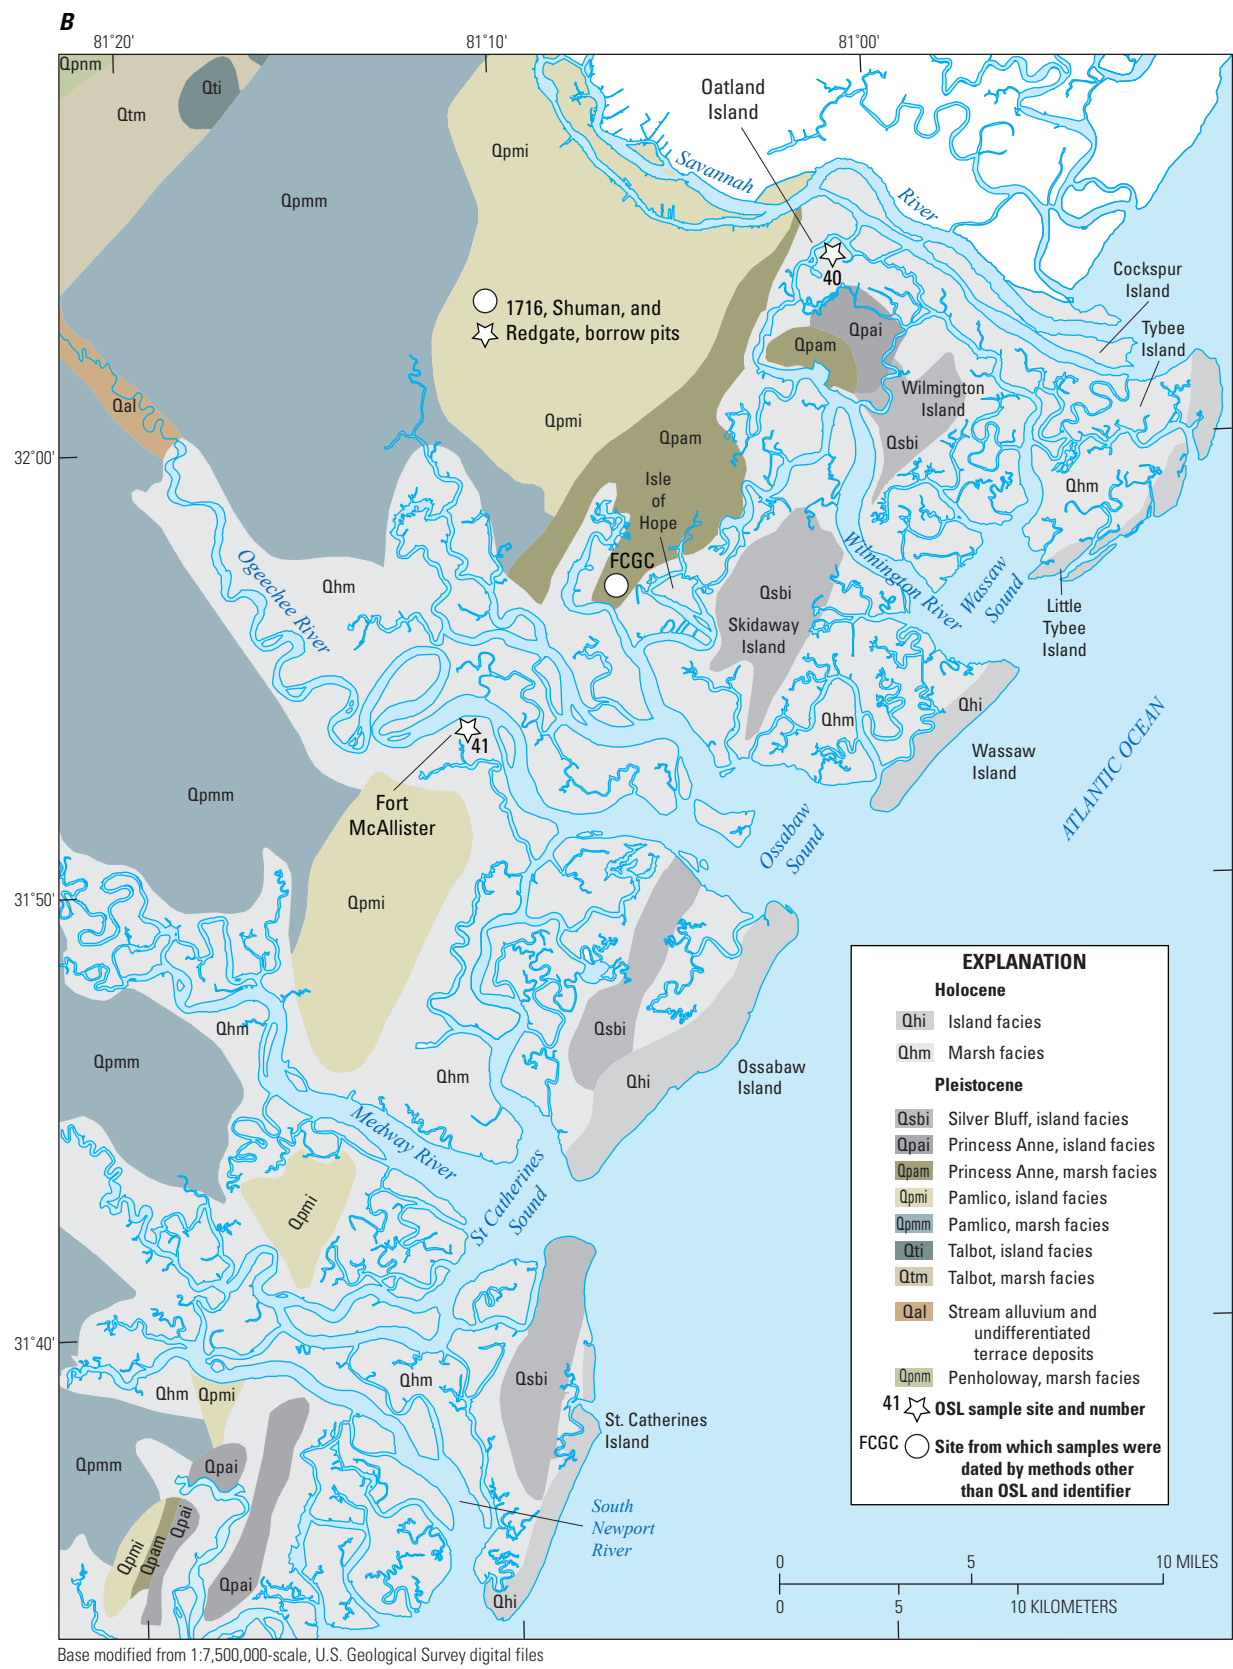 B
81°20'
81°10'
81°00'
Qpnm
Qti
Qtm
Qpmi
Qpmm
Oatland
Island
Savannah
River
40
Cockspur
Island
Tybee
Island
1716, Shuman, and
Redgate, borrow pits
Qpai
Qpam
Wilmington
Island
Qal
Qpmi
Qpam
Qsbi
32°00'
Isle
of
Hope
Qhm
FCGC
Ogeechee River
Qhm
Wilmington River
Wassaw
Sound
Qsbi
Skidaway
Island
Little
Tybee
Island
Qhm
Qhi
Wassaw
Island
ATLANTIC OCEAN
41
Fort
McAllister
Qpmm
Ossabaw
Sound
31°50'
Qpmi
Qhm
Qsbi
Qpmm
Qhm
Qhi
Ossabaw
Island
Medway River
St Catherines
Sound
Qpmi
31°40'
Qhm
Qpmi
Qhm
Qsbi
St. Catherines
Island
Qpmm
Qpai
South
Newport
River
Qpmi
Qpam
Qpai
Qpai
Qhi
EXPLANATION
Holocene
Qhi Island facies
Qhm Marsh facies
Pleistocene
Qsbi Silver Bluff, island facies
Qpai Princess Anne, island facies
Qpam Princess Anne, marsh facies
Qpmi Pamlico, island facies
Qpmm Pamlico, marsh facies
Qti Talbot, island facies
Qtm Talbot, marsh facies
Qal Stream alluvium and
undifferentiated
terrace deposits
Qpnm Penholoway, marsh facies
41 OSL sample site and number
FCGC Site from which samples were
dated by methods other
than OSL and identifier
0 5 10 MILES
0 5 10 KILOMETERS
Base modified from 1:7,500,000-scale, U.S. Geological Survey digital files